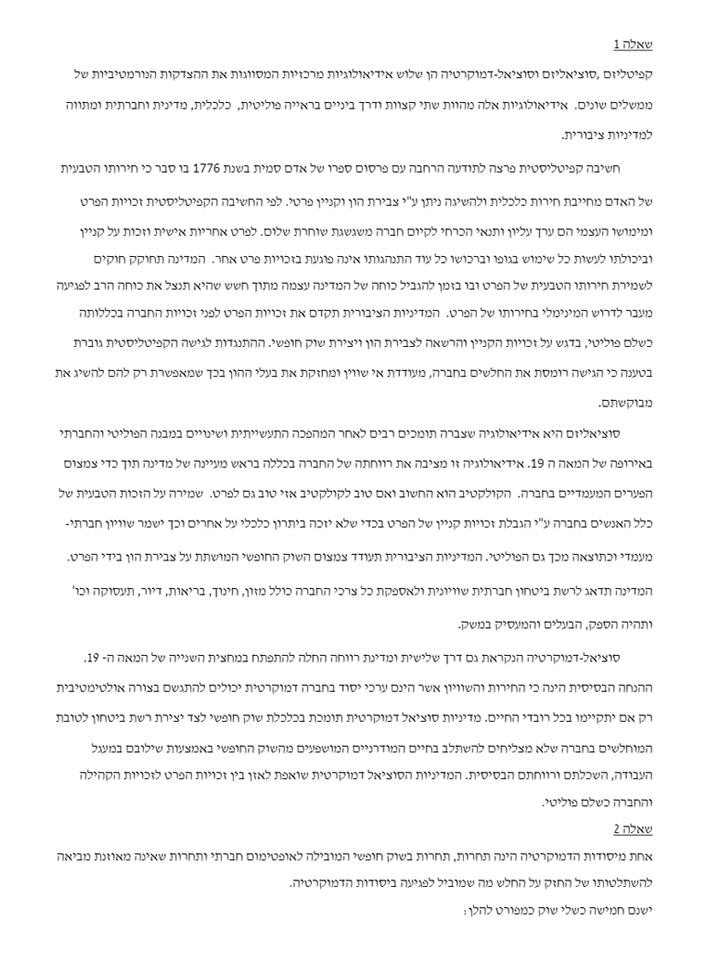 שאלה 1
קפיטליזם ,סוציאליזם וסוציאל-דמוקרטיה הן שלוש אידיאולוגיות מרכזיות המסווגות את ההצדקות הנורמטיביות של
ממשלים שונים.  אידיאולוגיות אלה מהוות שתי קצוות ודרך ביניים בראייה פוליטית,  כלכלית, מדינית וחברתית ומתווה
למדיניות ציבורית.
חשיבה קפיטליסטית פרצה לתודעה הרחבה עם פרסום ספרו של אדם סמית בשנת 1776 בו סבר כי חירותו הטבעית
של האדם מחייבת חירות כלכלית ולהשיגה ניתן ע"י צבירת הון וקניין פרטי. לפי החשיבה הקפיטליסטית זכויות הפרט
ומימושו העצמי הם ערך עליון ותנאי הכרחי לקיום חברה משגשגת שוחרת שלום. לפרט אחריות אישית וזכות על קניין
וביכולתו לעשות כל שימוש בגופו וברכושו כל עוד התנהגותו אינה פוגעת בזכויות פרט אחר.  המדינה תחוקק חוקים
לשמירת חירותו הטבעית של הפרט ובו בזמן להגביל כוחה של המדינה עצמה מתוך חשש שהיא תנצל את כוחה הרב לפגיעה
מעבר לדרוש המינימלי בחירותו של הפרט.  המדיניות הציבורית תקדם את זכויות הפרט לפני זכויות החברה בכללותה
כשלם פוליטי, בדגש על זכויות הקניין והרשאה לצבירת הון ויצירת שוק חופשי. ההתנגדות לגישה הקפיטליסטית גוברת
בטענה כי הגישה רומסת את החלשים בחברה, מעודדת אי שווין ומחזקת את בעלי ההון בכך שמאפשרת רק להם להשיג את
מבוקשתם.
סוציאליזם היא אידיאולוגיה שצברה תומכים רבים לאחר המהפכה התעשייתית ושינויים במבנה הפוליטי והחברתי
באירופה של המאה ה 19. אידיאולוגיה זו מציבה את רווחתה של החברה בכללה בראש מעיינה של מדינה תוך כדי צמצום
הפערים המעמדיים בחברה.  הקולקטיב הוא החשוב ואם טוב לקולקטיב אזי טוב גם לפרט.  שמירה על הזכות הטבעית של
כלל האנשים בחברה ע"י הגבלת זכויות קניין של הפרט בכדי שלא יזכה ביתרון כלכלי על אחרים וכך ישמר שוויון חברתי-
מעמדי וכתוצאה מכך גם הפוליטי. המדיניות הציבורית תעודד צמצום השוק החופשי המושתת על צבירת הון בידי הפרט.
המדינה תדאג לרשת ביטחון חברתית שוויונית ולאספקת כל צרכי החברה כולל מזון, חינוך, בריאות, דיור, תעסוקה וכו'
ותהיה הספק, הבעלים והמעסיק במשק.
סוציאל-דמוקרטיה הנקראת גם דרך שלישית ומדינת רווחה החלה להתפתח במחצית השנייה של המאה ה- 19.
ההנחה הבסיסית הינה כי החירות והשוויון אשר הינם ערכי יסוד בחברה דמוקרטית יכולים להתגשם בצורה אולטימטיבית
רק אם יתקיימו בכל רובדי החיים. מדיניות סוציאל דמוקרטית תומכת בכלכלת שוק חופשי לצד יצירת רשת ביטחון לטובת
המוחלשים בחברה שלא מצליחים להשתלב בחיים המודרניים המושפעים מהשוק החופשי באמצעות שילובם במעגל
העבודה, השכלתם ורווחתם הבסיסית. המדיניות הסוציאל דמוקרטית שואפת לאזן בין זכויות הפרט לזכויות הקהילה
והחברה כשלם פוליטי.
שאלה 2
אחת מיסודות הדמוקרטיה הינה תחרות, תחרות בשוק חופשי המובילה לאופטימום חברתי ותחרות שאינה מאוזנת מביאה
להשתלטותו של החזק על החלש מה שמוביל לפגיעה ביסודות הדמוקרטיה.
ישנם חמישה כשלי שוק כמפורט להלן: